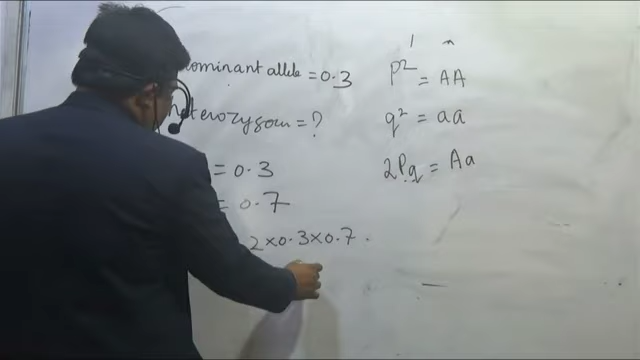 ominant allele = 0.3
eterozygous = ?
= 0.3
= 0.7
2×0.3×0.7.
p² = AA
q² = aa
2Pq = Aa